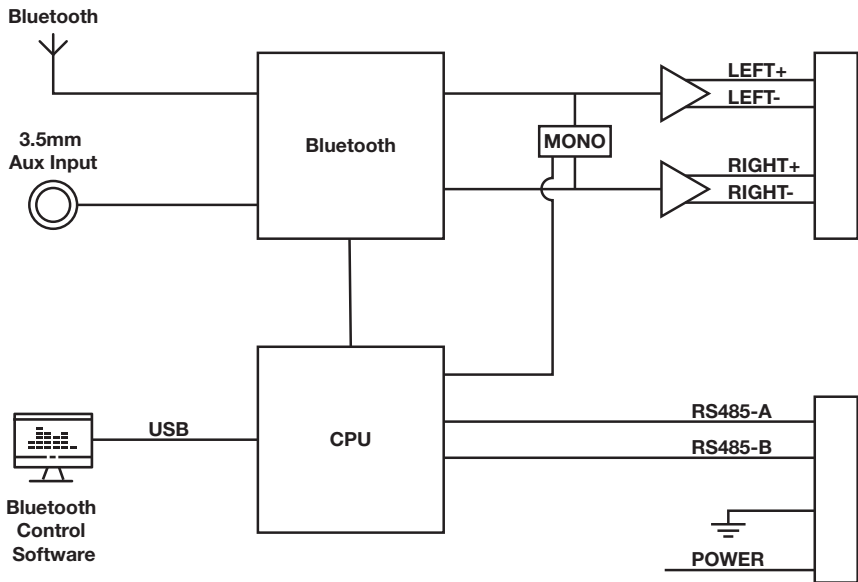 Bluetooth
3.5mm
Aux Input
Bluetooth
MONO
LEFT+
LEFT-
RIGHT+
RIGHT-
CPU
USB
Bluetooth
Control
Software
RS485-A
RS485-B
POWER